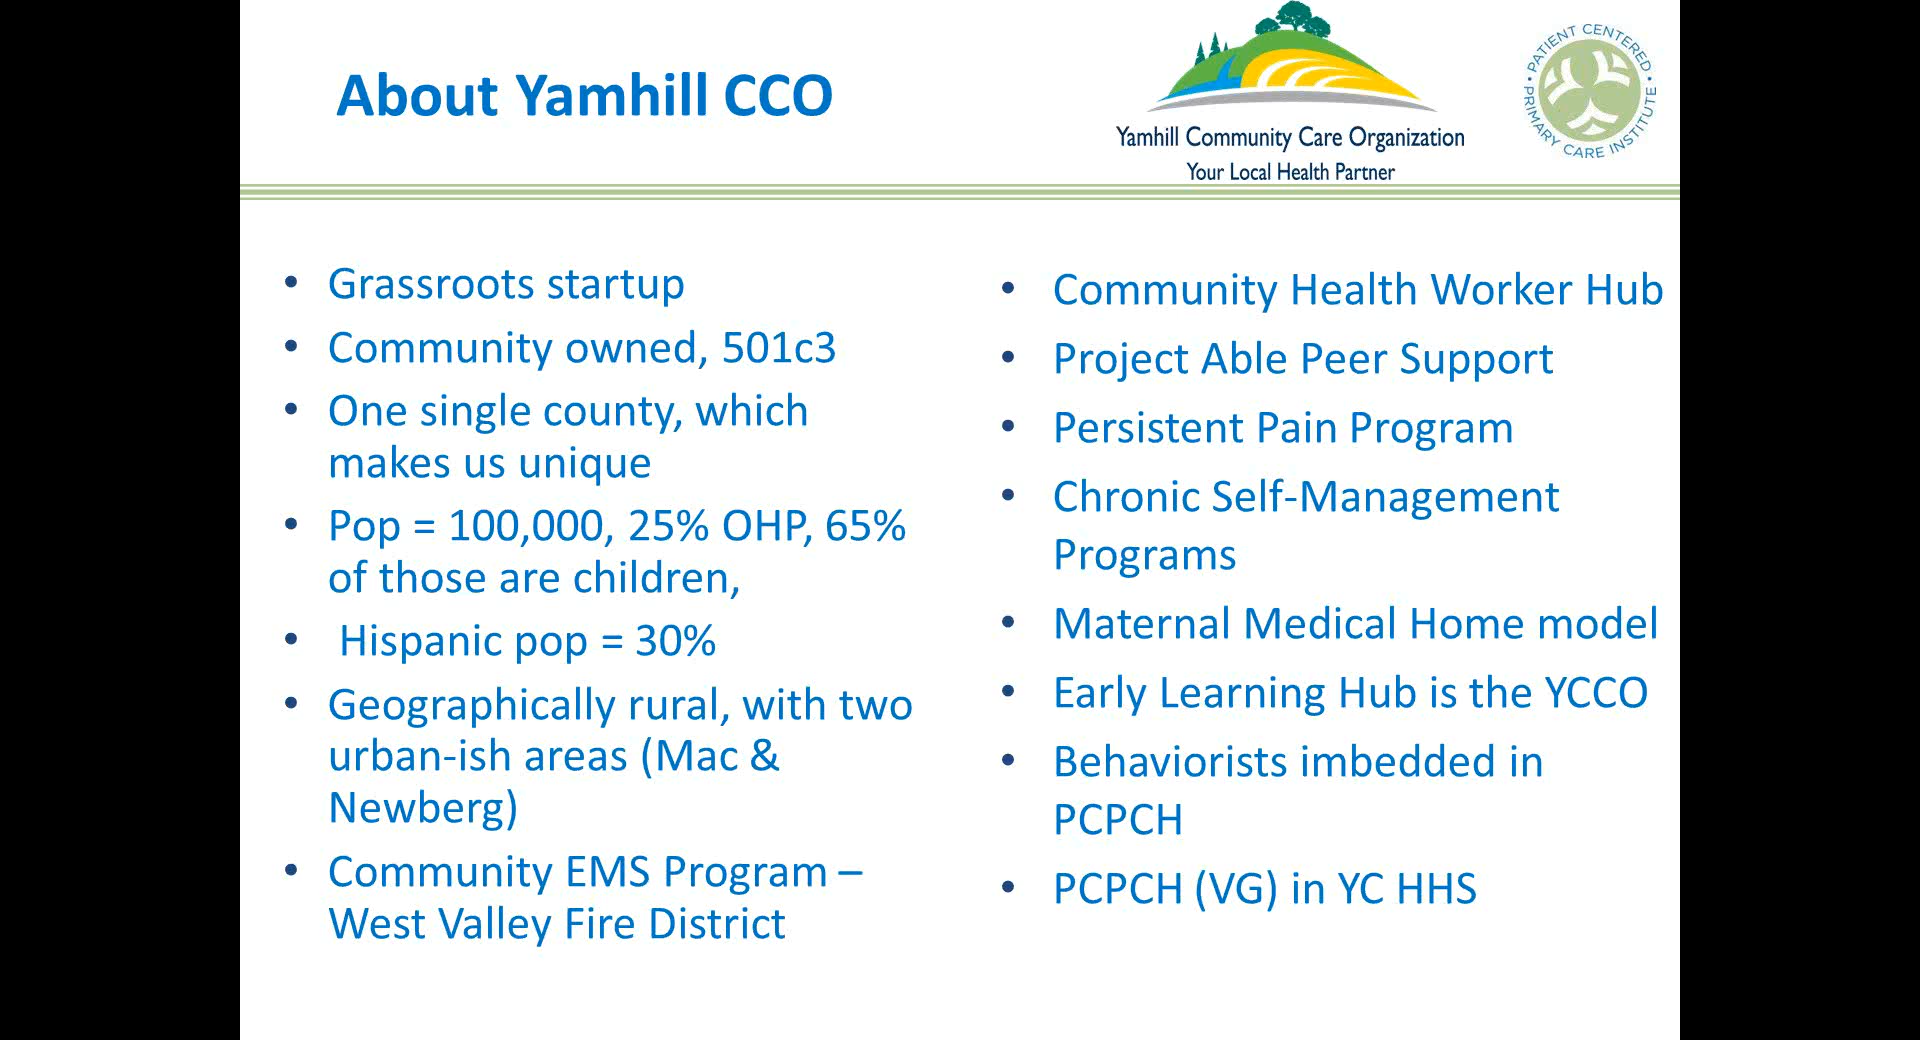 About Yamhill CCO
Yamhill Community Care Organization
Your Local Health Partner
• PATIENT CENTERED •
PRIMARY CARE INSTITUTE
• Grassroots startup
• Community owned, 501c3
• One single county, which
makes us unique
• Pop = 100,000, 25% OHP, 65%
of those are children,
• Hispanic pop = 30%
• Geographically rural, with two
urban-ish areas (Mac &
Newberg)
• Community EMS Program –
West Valley Fire District
• Community Health Worker Hub
• Project Able Peer Support
• Persistent Pain Program
• Chronic Self-Management
Programs
• Maternal Medical Home model
• Early Learning Hub is the YCCO
• Behaviorists imbedded in
PCPCH
• PCPCH (VG) in YC HHS